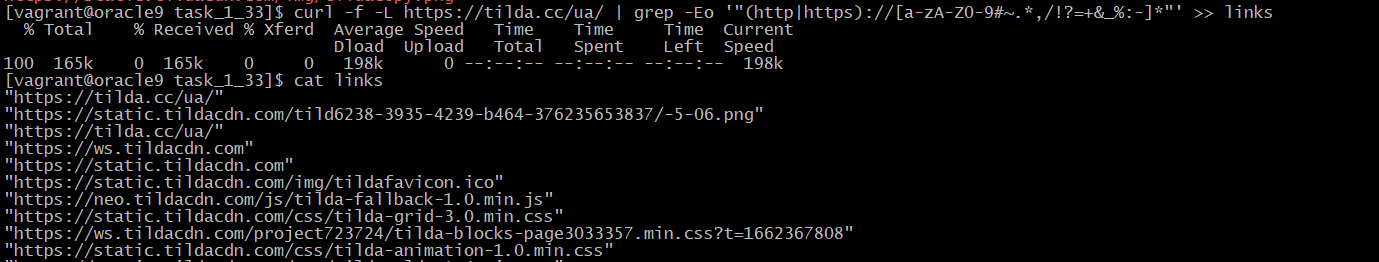 [vagrant@oracle9 task_1_33]$ curl -f -L https://tilda.cc/ua/ | grep -Eo '"(http|https)://[a-zA-Z0-9#~.*,/!?=+&_%:-]*"' >> links
  % Total    % Received % Xferd  Average Speed   Time    Time     Time  Current
                                 Dload  Upload   Total   Spent    Left  Speed
100  165k    0  165k    0     0   198k      0 --:--:-- --:--:-- --:--:--  198k
[vagrant@oracle9 task_1_33]$ cat links
"https://tilda.cc/ua/"
"https://static.tildacdn.com/tild6238-3935-4239-b464-376235653837/-5-06.png"
"https://tilda.cc/ua/"
"https://ws.tildacdn.com"
"https://static.tildacdn.com"
"https://static.tildacdn.com/img/tildafavicon.ico"
"https://neo.tildacdn.com/js/tilda-fallback-1.0.min.js"
"https://static.tildacdn.com/css/tilda-grid-3.0.min.css"
"https://ws.tildacdn.com/project723724/tilda-blocks-page3033357.min.css?t=1662367808"
"https://static.tildacdn.com/css/tilda-animation-1.0.min.css"